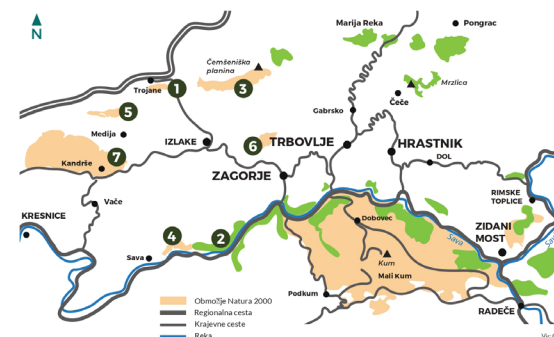 N
Marija Reka
Pongrac
Čemšeniška
planina
Mrzlica
Trojane
1
3
Čeče
Gabrsko
5
Medija
IZLAKE
6
TRBOVLJE
HRASTNIK
DOL
7
Kandrše
ZAGORJE
RIMSKE
TOPLICE
Vače
KRESNICE
Dobovec
ZIDANI
MOST
4
2
Sava
Sava
Kum
Mali Kum
Podkum
RADEČE
Območje Natura 2000
Regionalna cesta
Krajevne ceste
Reka